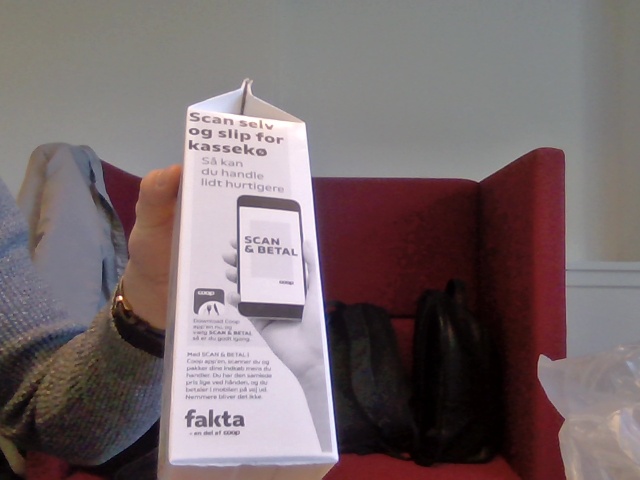 Scan selv
og slip for
kassekø
Så kan
du handle
lidt hurtigere
SCAN
& BETAL
coop
coop
Download Coop
app'en nu, og
vælg SCAN & BETAL
så er du godt igang.
Med SCAN & BETAL i
Coop app'en, scanner du og
pakker dine indkøb mens du
handler. Du har den samlede
pris lige ved hånden, og du
betaler i mobilen på vej ud.
Nemmere bliver det ikke.
fakta
– en del af coop